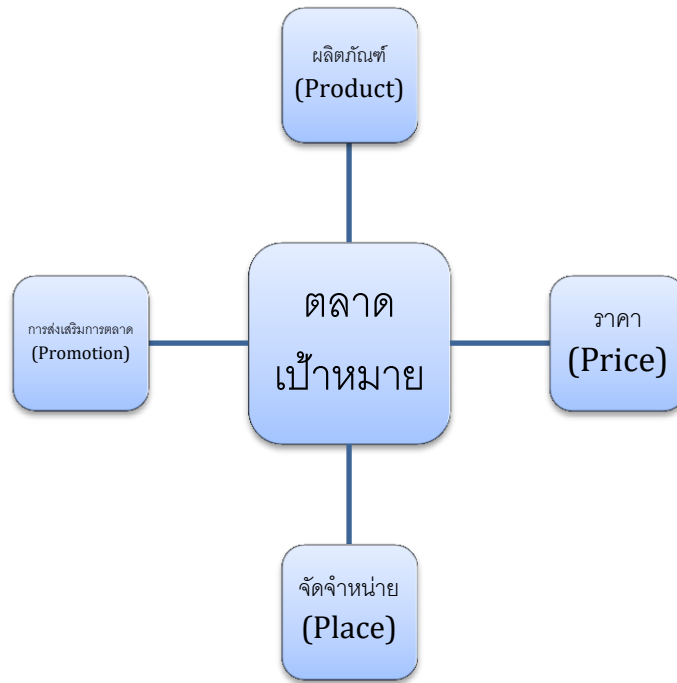 ผลิตภัณฑ์
(Product)
การส่งเสริมการตลาด
(Promotion)
ตลาด
เป้าหมาย
ราคา
(Price)
จัดจำหน่าย
(Place)